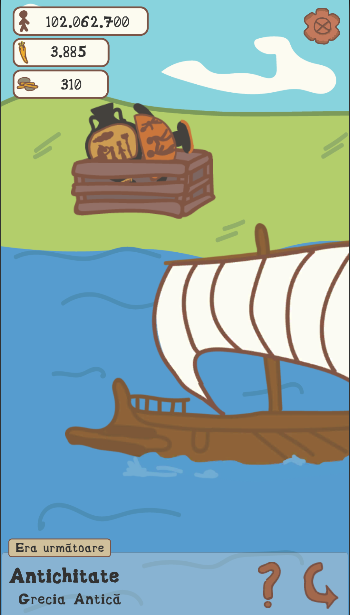 102.062.700
3.885
310
Era următoare
Antichitate
Grecia Antică
?